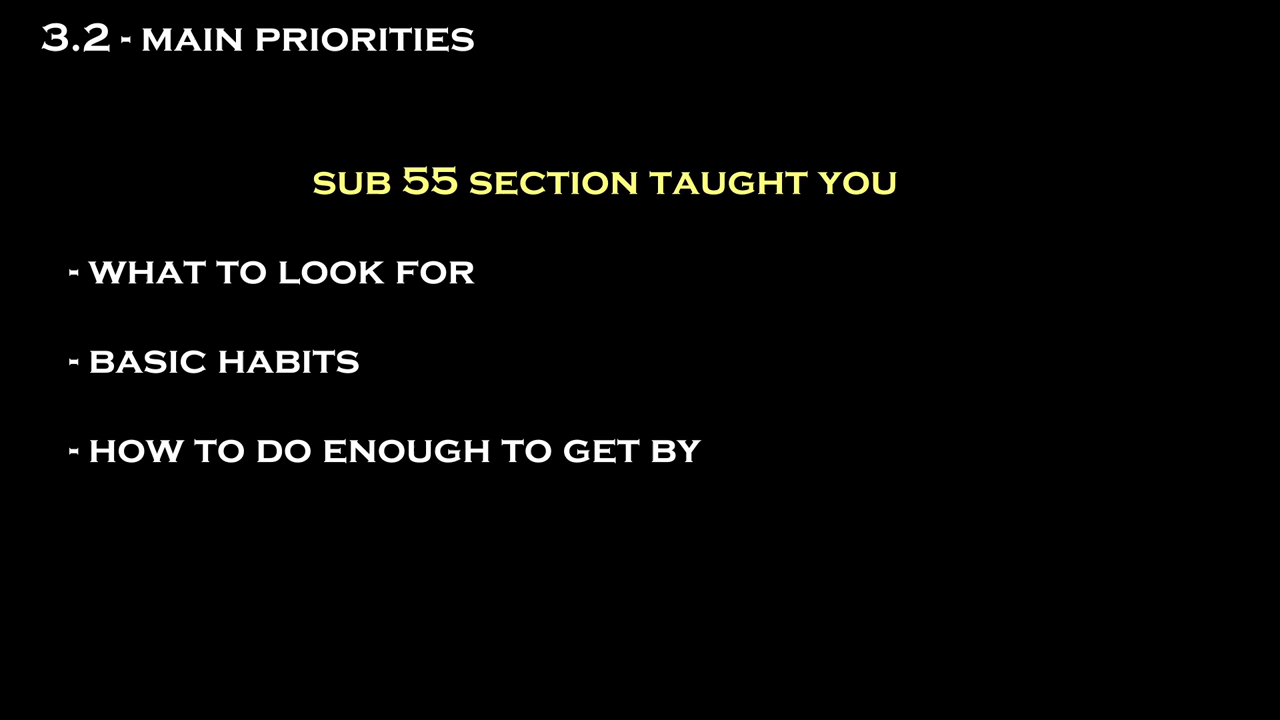 3.2 - MAIN PRIORITIES
SUB 55 SECTION TAUGHT YOU
- WHAT TO LOOK FOR
- BASIC HABITS
- HOW TO DO ENOUGH TO GET BY